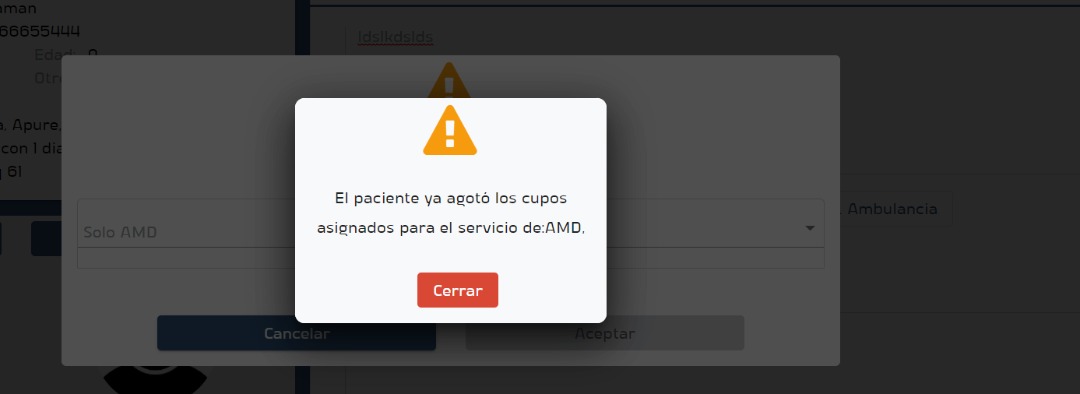 aman
66655444
Edad: 0
Otro
ldslkdslds
a, Apure,
con 1 dia
g 61
Ambulancia
Solo AMD
El paciente ya agotó los cupos
asignados para el servicio de:AMD,
Cerrar
Cancelar
Aceptar